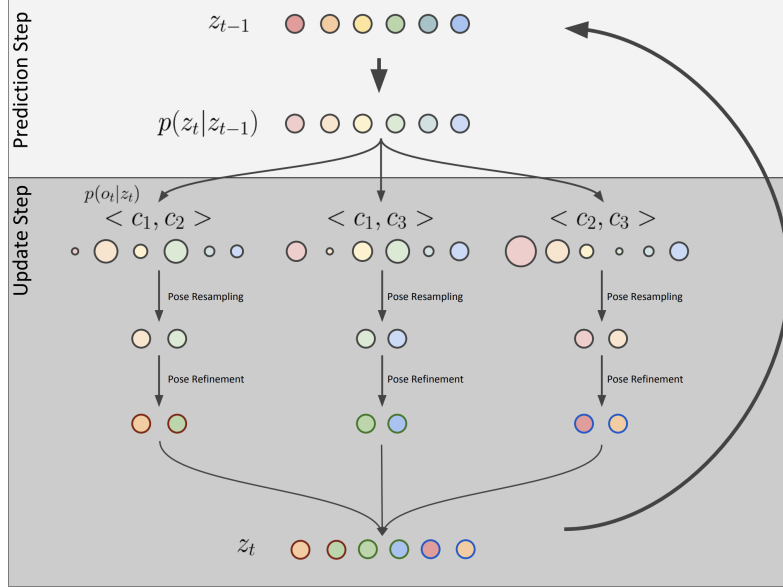 Prediction Step
z_{t-1}
p(z_t|z_{t-1})
Update Step
p(o_t|z_t)
< c_1, c_2 >
< c_1, c_3 >
< c_2, c_3 >
Pose Resampling
Pose Resampling
Pose Resampling
Pose Refinement
Pose Refinement
Pose Refinement
z_t